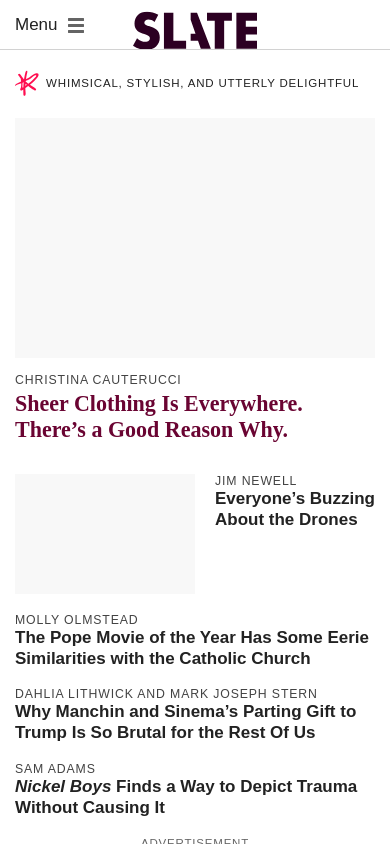 Menu
SLATE
WHIMSICAL, STYLISH, AND UTTERLY DELIGHTFUL
CHRISTINA CAUTERUCCI
Sheer Clothing Is Everywhere.
There’s a Good Reason Why.
JIM NEWELL
Everyone’s Buzzing
About the Drones
MOLLY OLMSTEAD
The Pope Movie of the Year Has Some Eerie
Similarities with the Catholic Church
DAHLIA LITHWICK AND MARK JOSEPH STERN
Why Manchin and Sinema’s Parting Gift to
Trump Is So Brutal for the Rest Of Us
SAM ADAMS
Nickel Boys Finds a Way to Depict Trauma
Without Causing It
ADVERTISEMENT